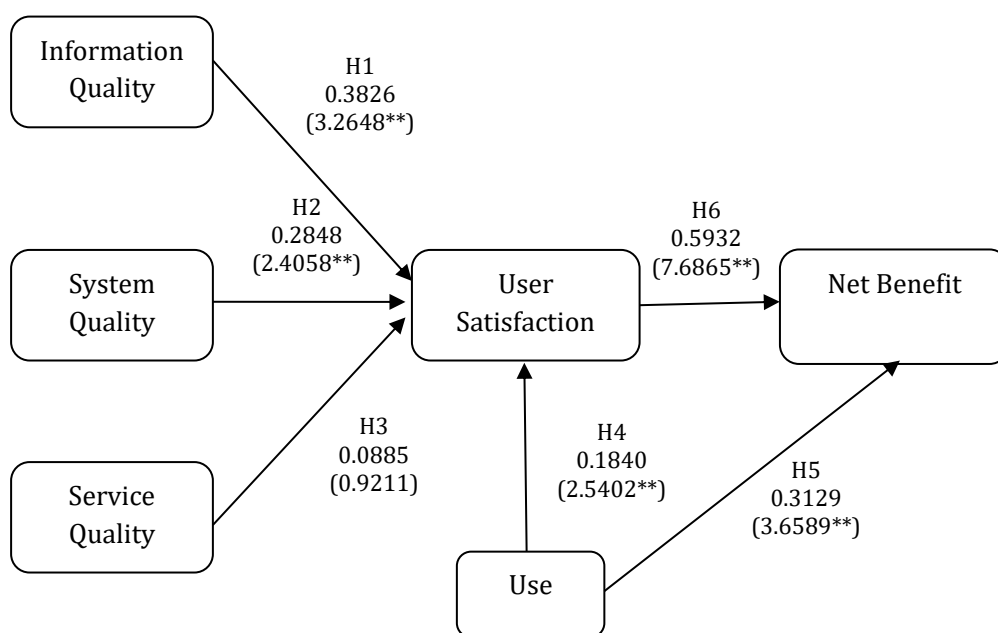 Information
Quality
H1
0.3826
(3.2648**)
H2
0.2848
(2.4058**)
H6
0.5932
(7.6865**)
System
Quality
User
Satisfaction
Net Benefit
H3
0.0885
(0.9211)
H4
0.1840
(2.5402**)
H5
0.3129
(3.6589**)
Service
Quality
Use